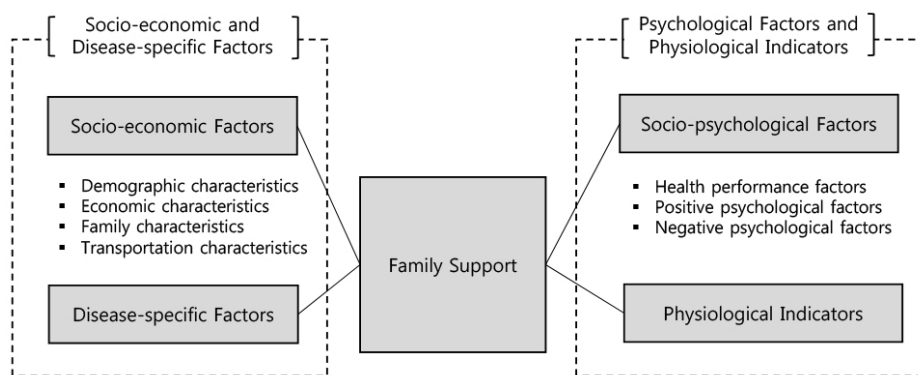 Socio-economic and
Disease-specific Factors
Socio-economic Factors
▪ Demographic characteristics
▪ Economic characteristics
▪ Family characteristics
▪ Transportation characteristics
Disease-specific Factors
Family Support
Psychological Factors and
Physiological Indicators
Socio-psychological Factors
▪ Health performance factors
▪ Positive psychological factors
▪ Negative psychological factors
Physiological Indicators